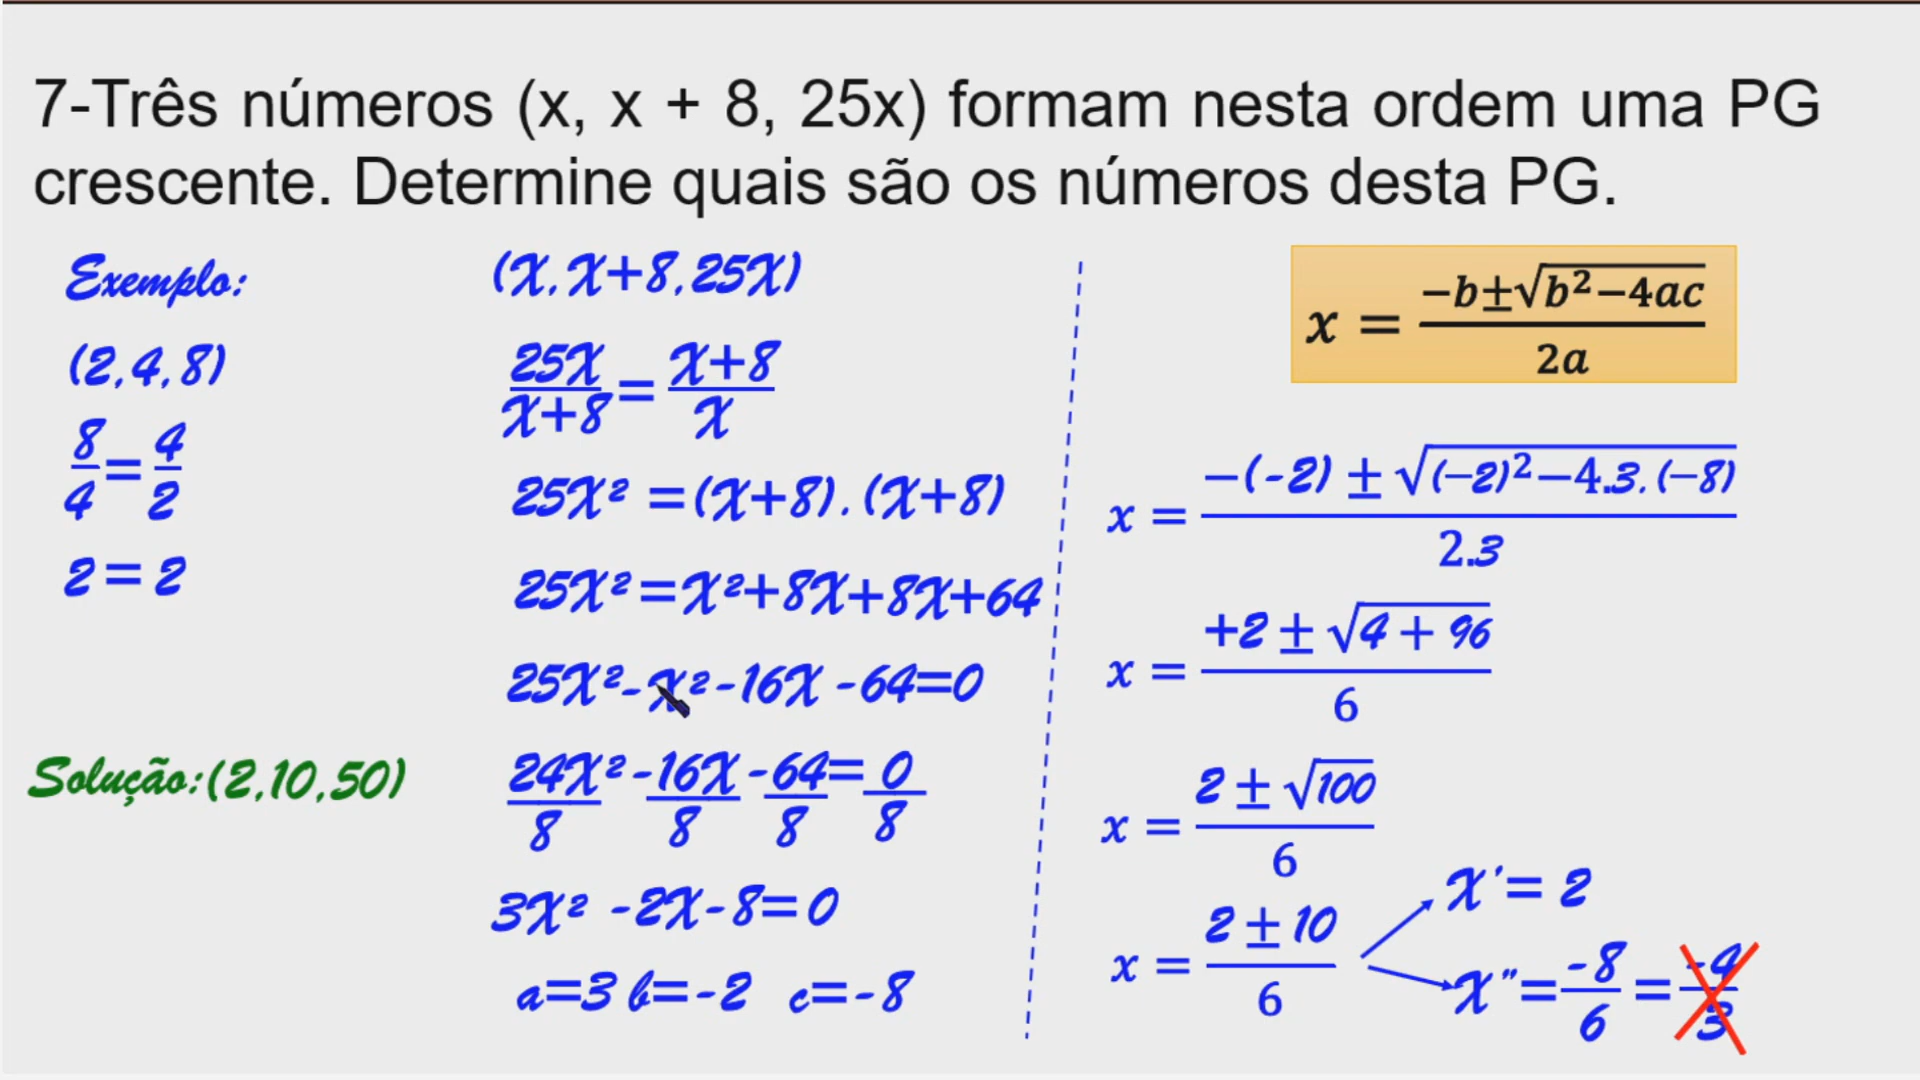 7-Três números (x, x + 8, 25x) formam nesta ordem uma PG
crescente. Determine quais são os números desta PG.
Exemplo:
(2,4,8)
8/4 = 4/2
2=2
Solução:(2,10,50)
(X,X+8,25X)
25X/X+8 = X+8/X
25X² =(X+8).(X+8)
25X²=X²+8X+8X+64
25X²-X²-16X -64=0
24X²/8 -16X/8 -64/8 = 0/8
3X² -2X-8=0
a=3 b=-2 c=-8
x = −b±√b²−4ac/2a
x = −(-2) ± √(−2)²−4.3.(−8)/2.3
x = +2 ± √4 + 96/6
x = 2 ± √100/6
x = 2 ± 10/6
X'= 2
X"= -8/6 = -4/3